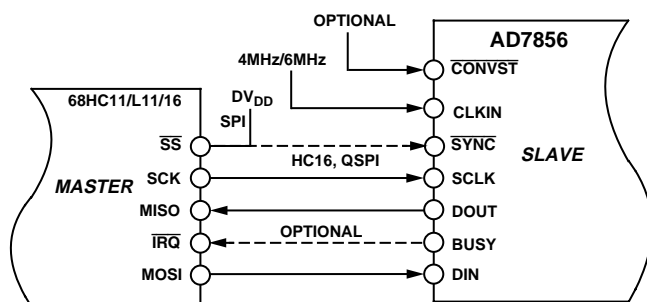 OPTIONAL
AD7856
4MHz/6MHz
CONVST
68HC11/L11/16
DVDD
CLKIN
SPI
SS
SYNC
SLAVE
HC16, QSPI
MASTER
SCK
SCLK
MISO
DOUT
OPTIONAL
IRQ
BUSY
MOSI
DIN